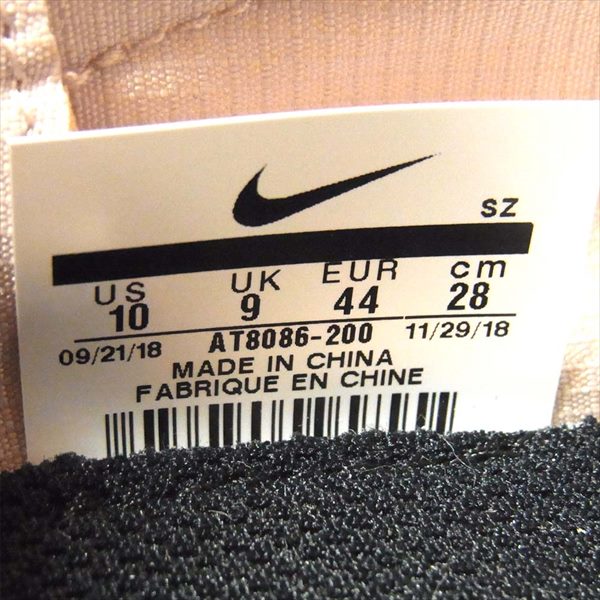 SZ
US UK EUR cm
10 9 44 28
09/21/18 AT8086-200 11/29/18
MADE IN CHINA
FABRIQUE EN CHINE